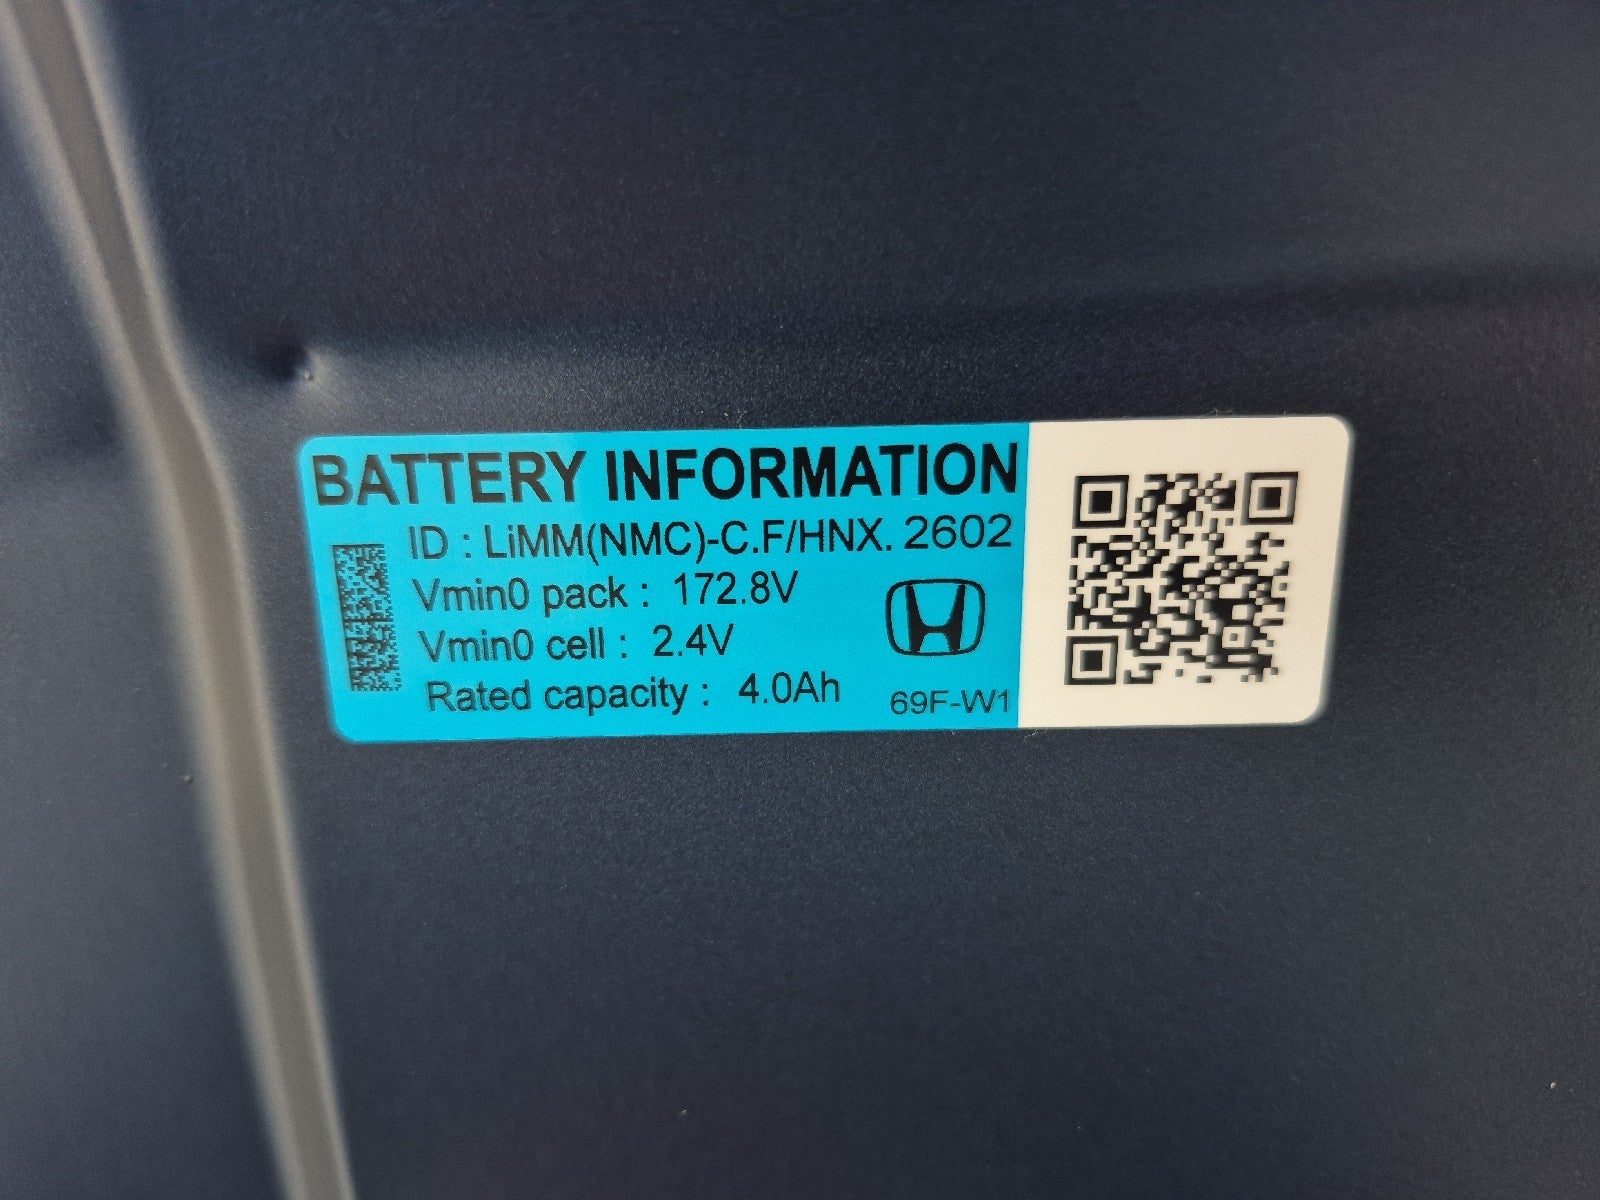 BATTERY INFORMATION
ID : LiMM(NMC)-C.F/HNX. 2602
Vmin0 pack : 172.8V
Vmin0 cell : 2.4V
Rated capacity : 4.0Ah
69F-W1